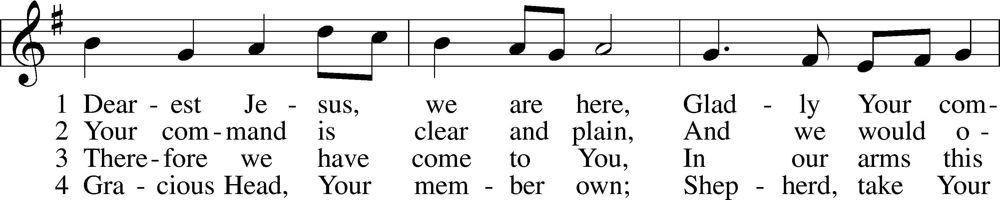 1 Dear - est Je - sus, we are here, Glad - ly Your com-
2 Your com - mand is clear and plain, And we would o -
3 There - fore we have come to You, In our arms this
4 Gra - cious Head, Your mem - ber own; Shep - herd, take Your